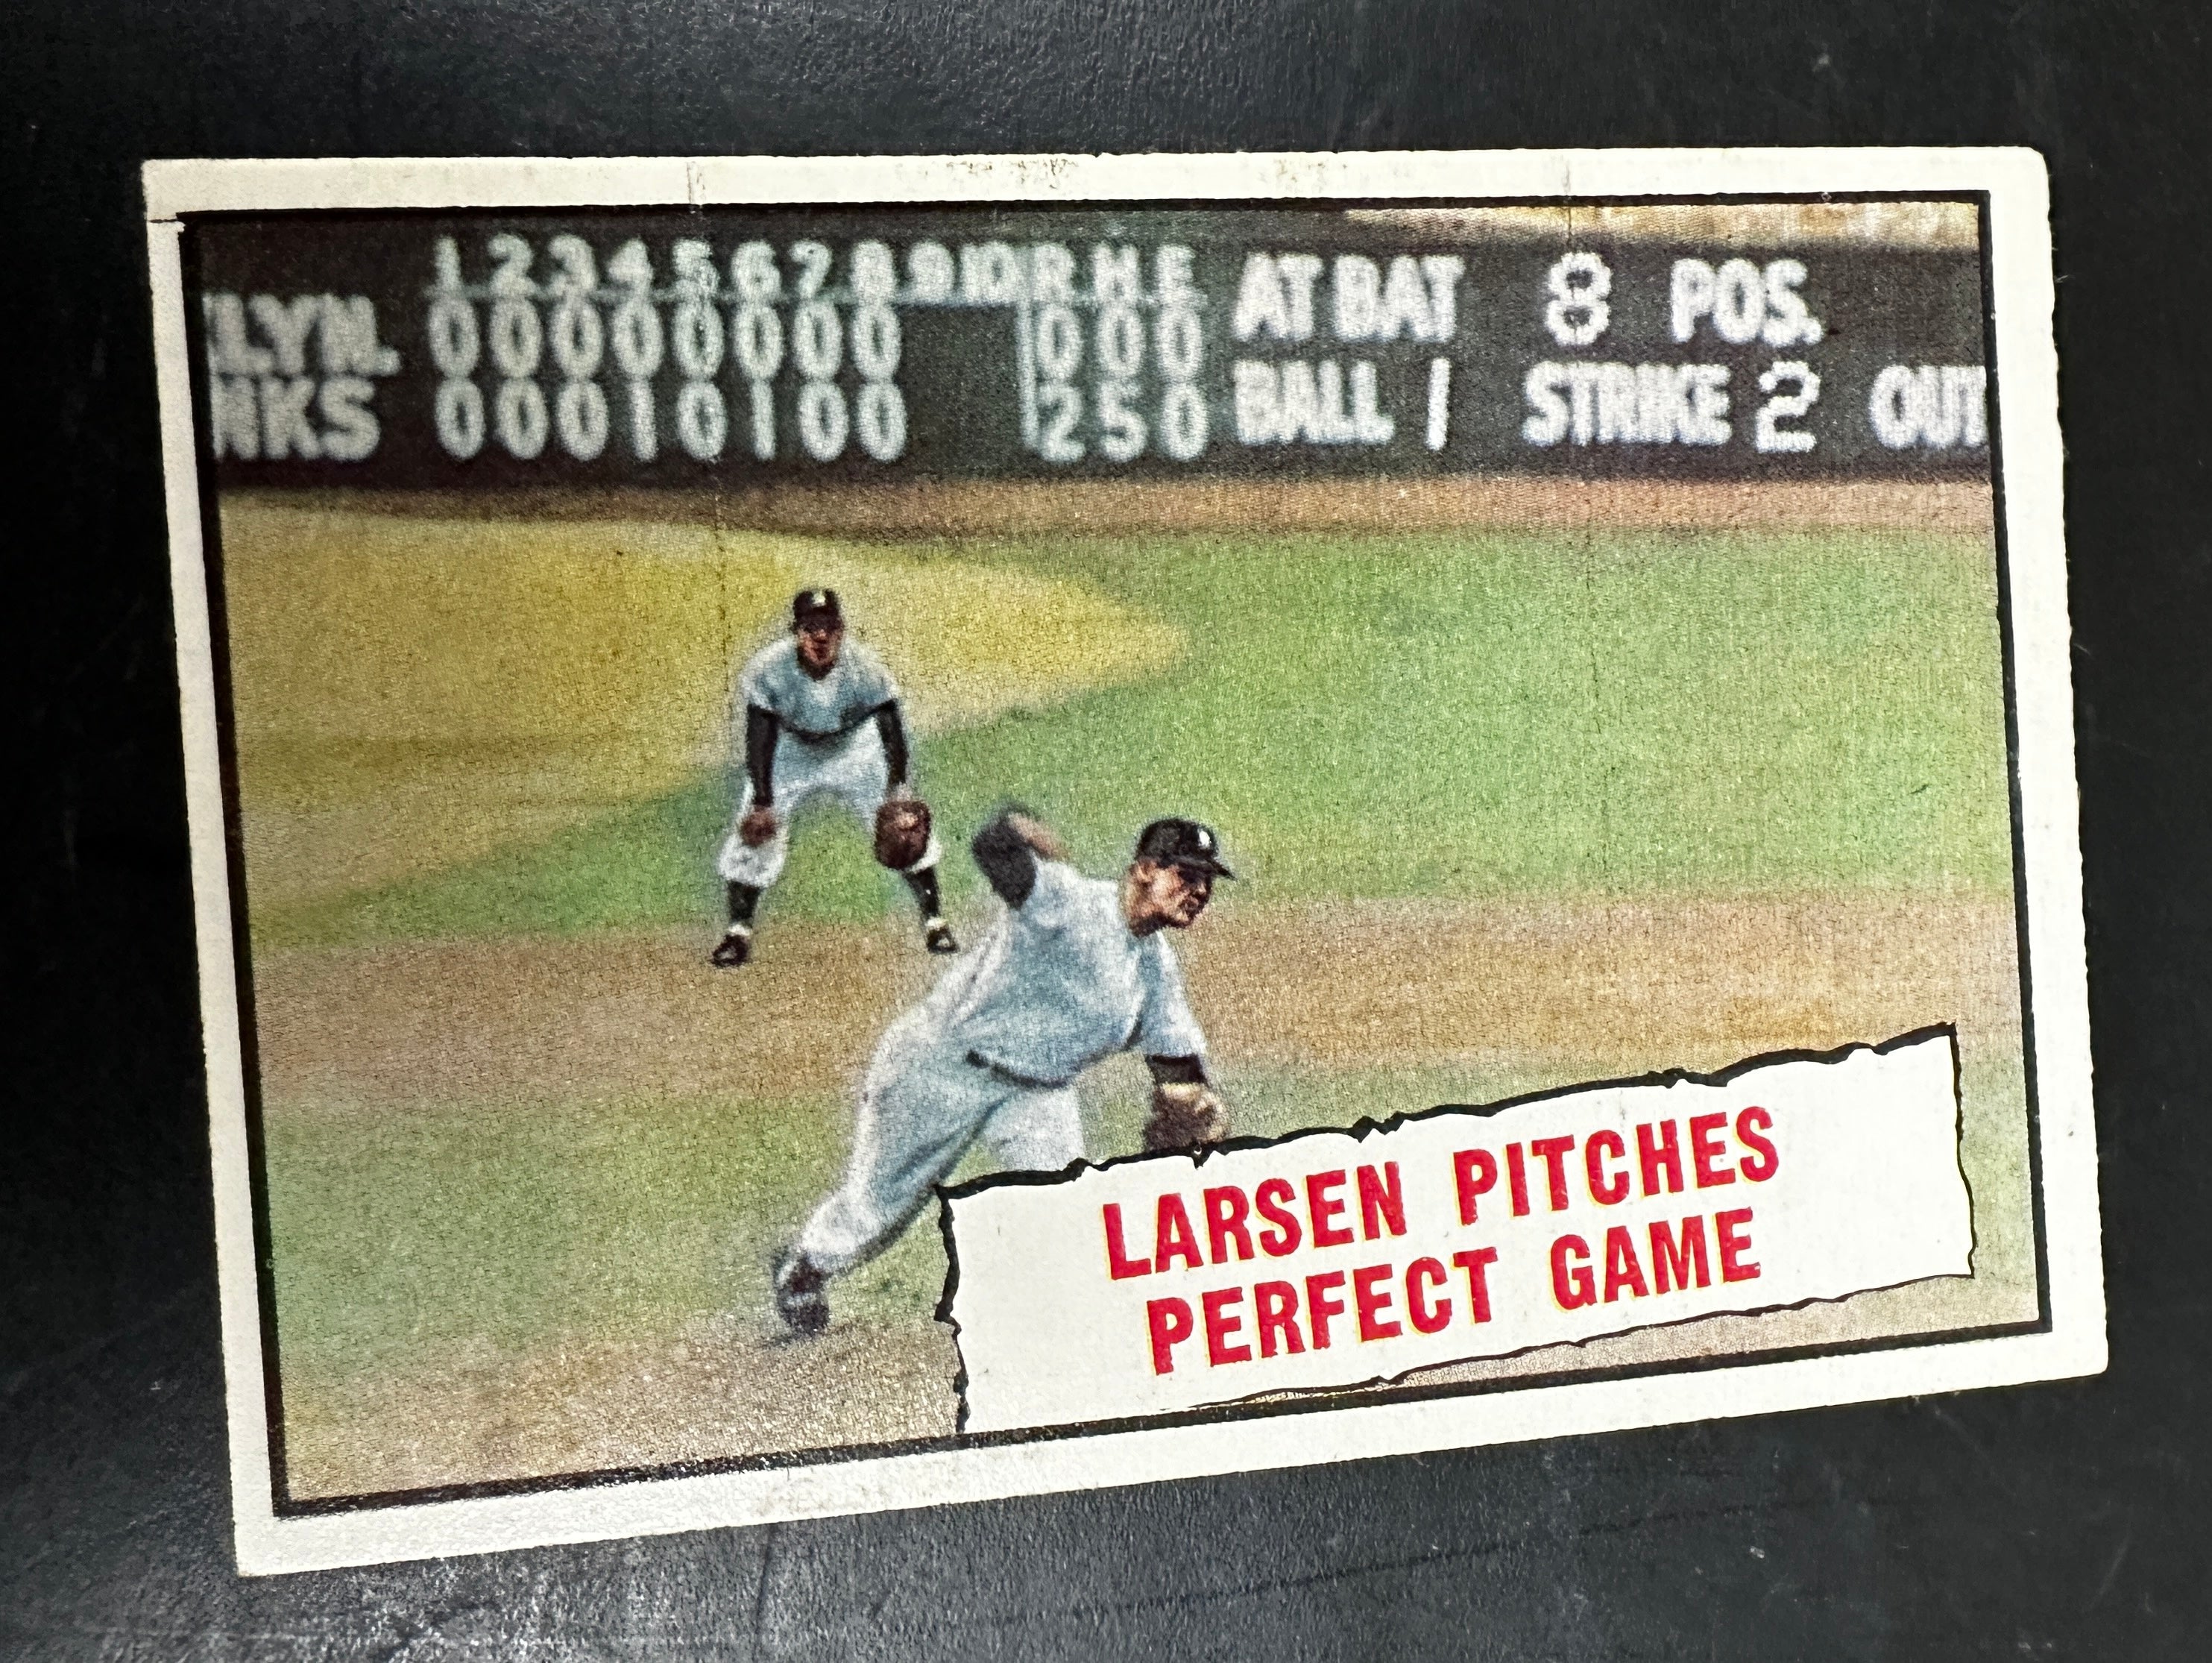 1 2 3 4 5 6 7 8 9 10 R H E AT BAT 8 POS.
LYN. 0 0 0 0 0 0 0 0 0 0 0
NKS 0 0 0 1 0 1 0 0 2 5 0 BALL 1 STRIKE 2 OUT
LARSEN PITCHES
PERFECT GAME